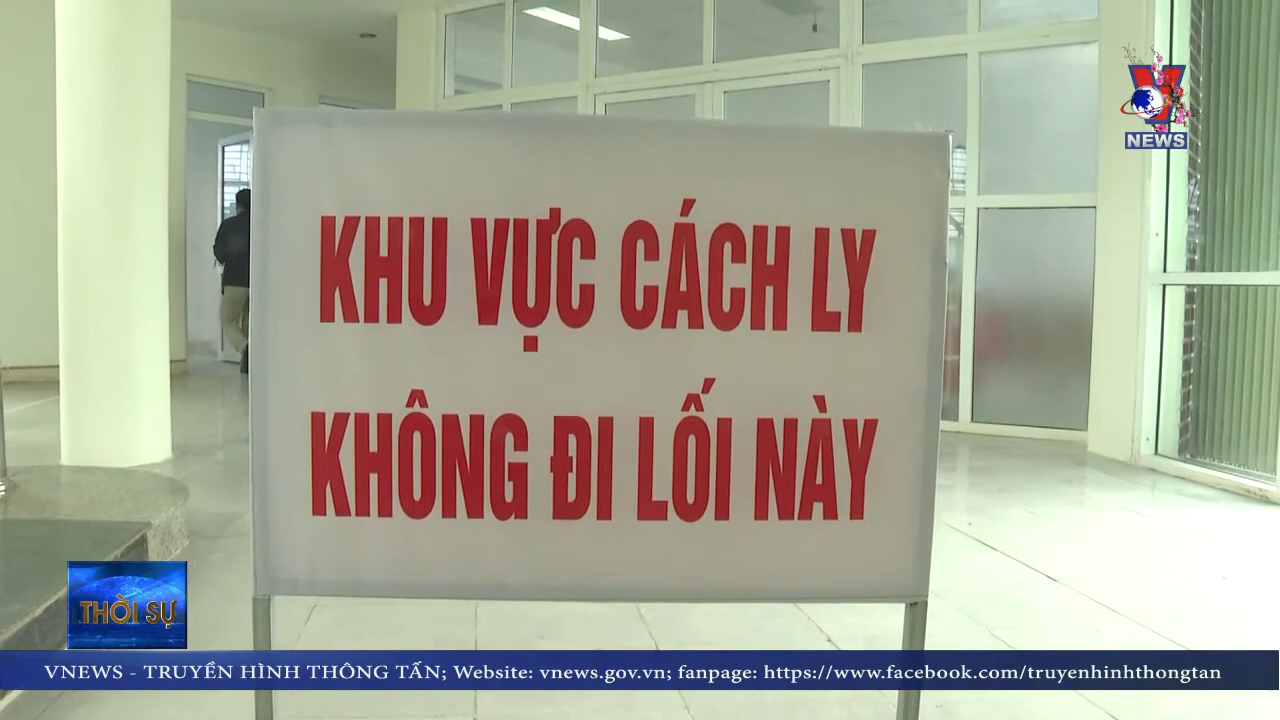 V
NEWS
KHU VỰC CÁCH LY
KHÔNG ĐI LỐI NÀY
THỜI SỰ
VNEWS - TRUYỀN HÌNH THÔNG TẤN; Website: vnews.gov.vn; fanpage: https://www.facebook.com/truyenhinhthongtan